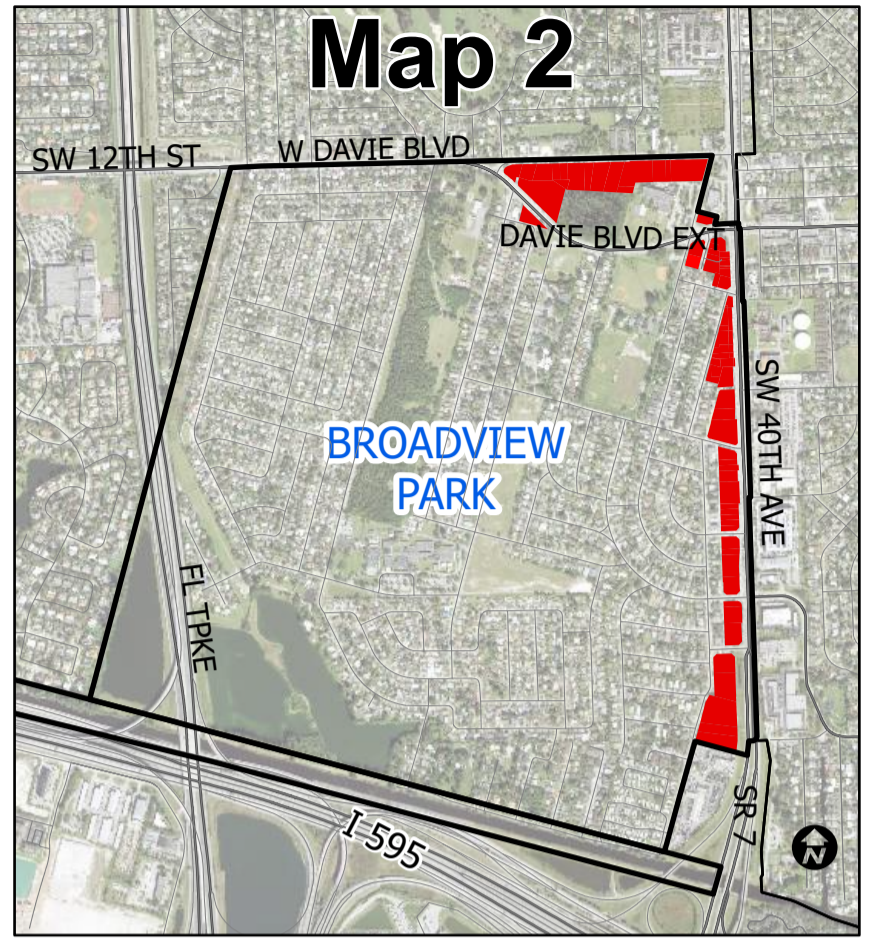 Map 2
SW 12TH ST
W DAVIE BLVD
DAVIE BLVD EXT
SW 40TH AVE
BROADVIEW
PARK
FL TPKE
SR 7
I 595
N